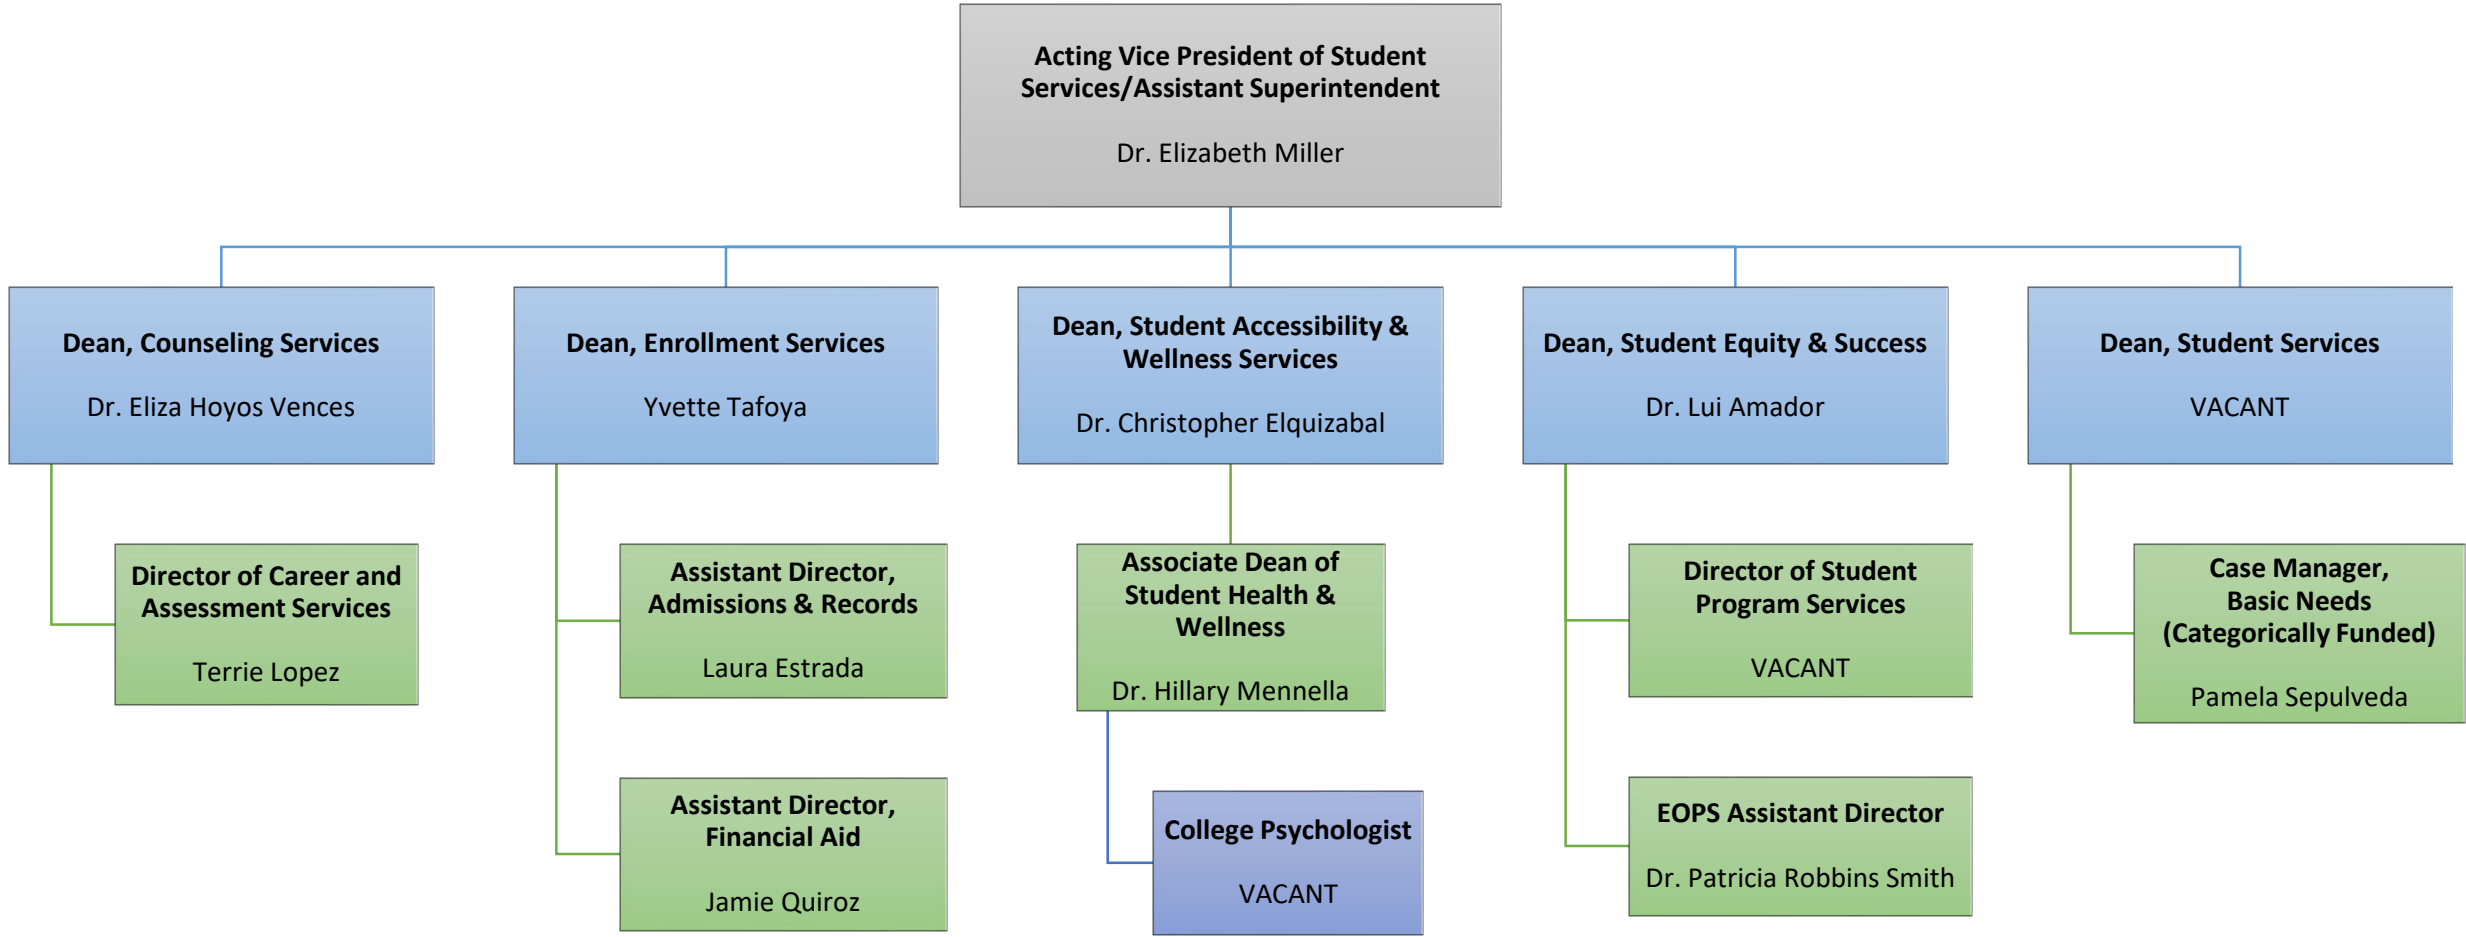 Acting Vice President of Student
Services/Assistant Superintendent
Dr. Elizabeth Miller
Dean, Counseling Services
Dr. Eliza Hoyos Vences
Dean, Enrollment Services
Yvette Tafoya
Dean, Student Accessibility &
Wellness Services
Dr. Christopher Elquizabal
Dean, Student Equity & Success
Dr. Lui Amador
Dean, Student Services
VACANT
Director of Career and
Assessment Services
Terrie Lopez
Assistant Director,
Admissions & Records
Laura Estrada
Associate Dean of
Student Health &
Wellness
Dr. Hillary Mennella
Director of Student
Program Services
VACANT
Case Manager,
Basic Needs
(Categorically Funded)
Pamela Sepulveda
Assistant Director,
Financial Aid
Jamie Quiroz
College Psychologist
VACANT
EOPS Assistant Director
Dr. Patricia Robbins Smith